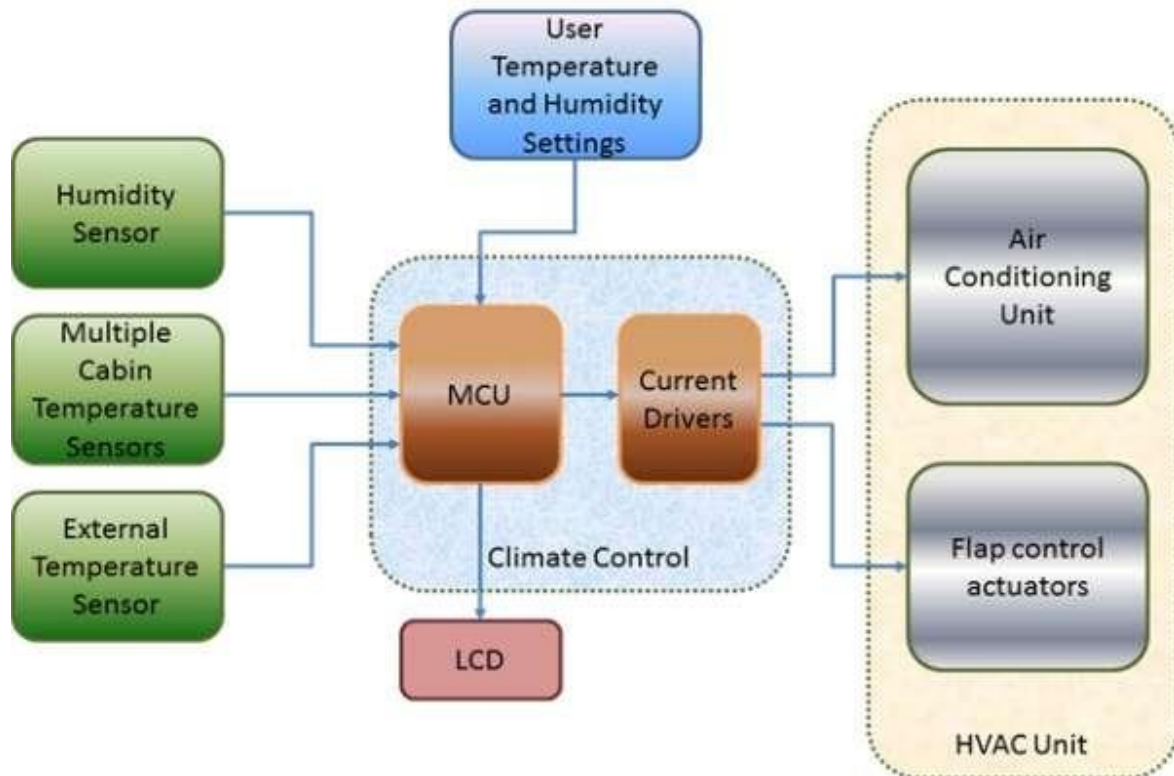 User
Temperature
and Humidity
Settings
Humidity
Sensor
Multiple
Cabin
Temperature
Sensors
External
Temperature
Sensor
MCU
Current
Drivers
Climate Control
LCD
Air
Conditioning
Unit
Flap control
actuators
HVAC Unit